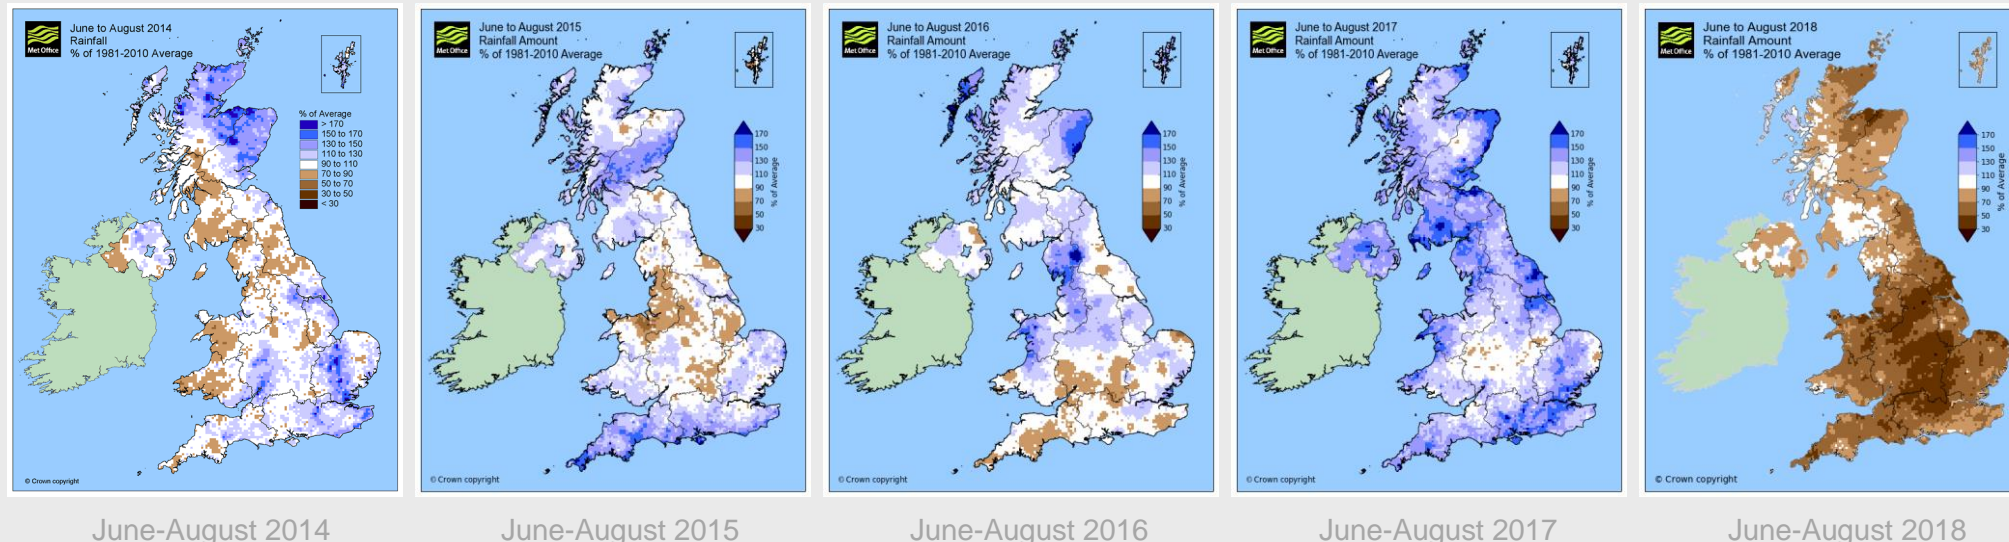 Met Office
June to August 2014
Rainfall
% of 1981-2010 Average
% of Average
> 170
150 to 170
130 to 150
110 to 130
90 to 110
70 to 90
50 to 70
30 to 50
< 30
© Crown copyright
June-August 2014
Met Office
June to August 2015
Rainfall Amount
% of 1981-2010 Average
170
150
130
110
90
70
50
30
% of Average
© Crown copyright
June-August 2015
Met Office
June to August 2016
Rainfall Amount
% of 1981-2010 Average
170
150
130
110
90
70
50
30
% of Average
© Crown copyright
June-August 2016
Met Office
June to August 2017
Rainfall Amount
% of 1981-2010 Average
170
150
130
110
90
70
50
30
% of Average
© Crown copyright
June-August 2017
Met Office
June to August 2018
Rainfall Amount
% of 1981-2010 Average
170
150
130
110
90
70
50
30
% of Average
© Crown copyright
June-August 2018